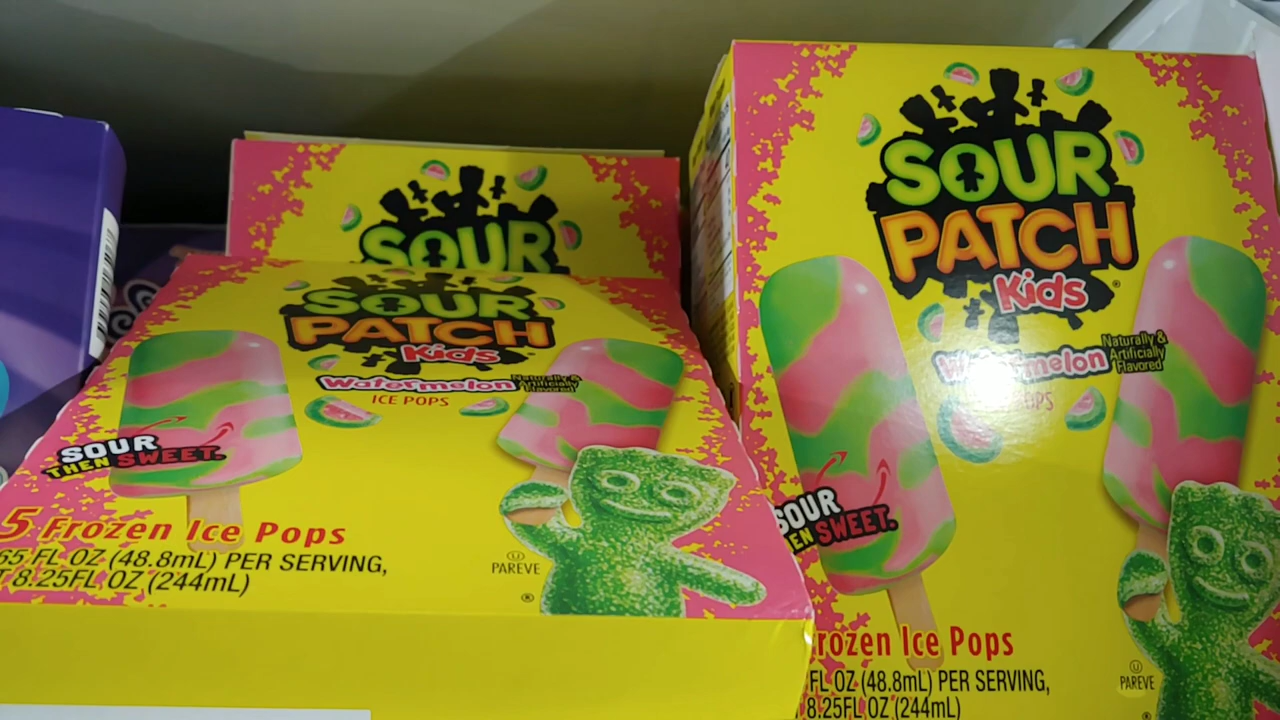 SOUR
SOUR
PATCH
Kids
Watermelon
Naturally &
Artificially
Flavored
ICE POPS
SOUR
THEN SWEET.
5 Frozen Ice Pops
65 FL OZ (48.8mL) PER SERVING,
T 8.25FL OZ (244mL)
U
PAREVE
®
SOUR
PATCH
Kids
®
Naturally &
Artificially
Flavored
SOUR
EN SWEET.
rozen Ice Pops
FL OZ (48.8mL) PER SERVING,
8.25FL OZ (244mL)
U
PAREVE